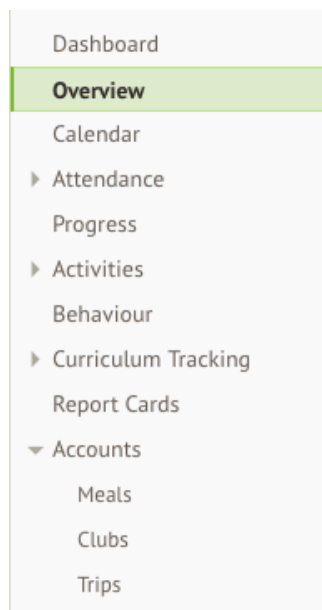 Dashboard
Overview
Calendar
Attendance
Progress
Activities
Behaviour
Curriculum Tracking
Report Cards
Accounts
Meals
Clubs
Trips